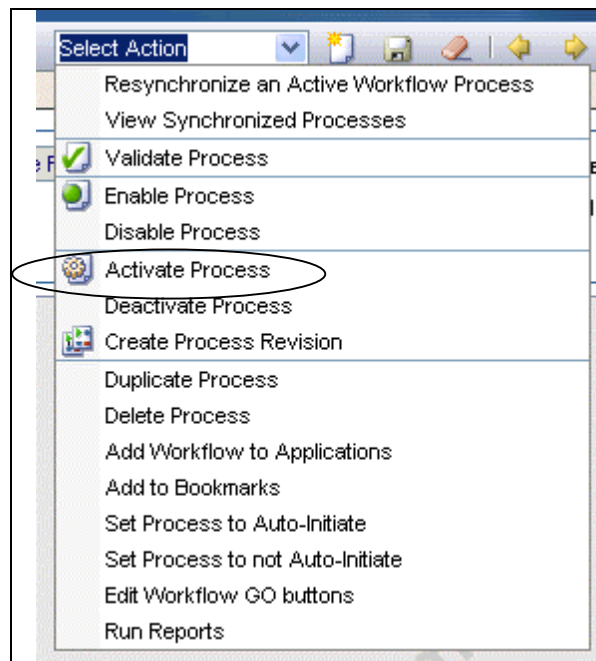 Select Action
Resynchronize an Active Workflow Process
View Synchronized Processes
Validate Process
Enable Process
Disable Process
Activate Process
Deactivate Process
Create Process Revision
Duplicate Process
Delete Process
Add Workflow to Applications
Add to Bookmarks
Set Process to Auto-Initiate
Set Process to not Auto-Initiate
Edit Workflow GO buttons
Run Reports